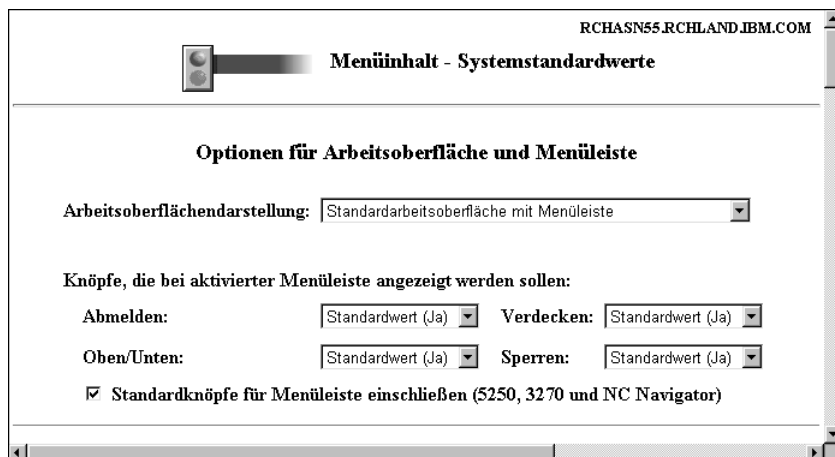 RCHASN55.RCHLAND.IBM.COM
Menüinhalt - Systemstandardwerte
Optionen für Arbeitsoberfläche und Menüleiste
Arbeitsoberflächendarstellung: Standardarbeitsoberfläche mit Menüleiste
Knöpfe, die bei aktivierter Menüleiste angezeigt werden sollen:
Abmelden: Standardwert (Ja) Verdecken: Standardwert (Ja)
Oben/Unten: Standardwert (Ja) Sperren: Standardwert (Ja)
Standardknöpfe für Menüleiste einschließen (5250, 3270 und NC Navigator)